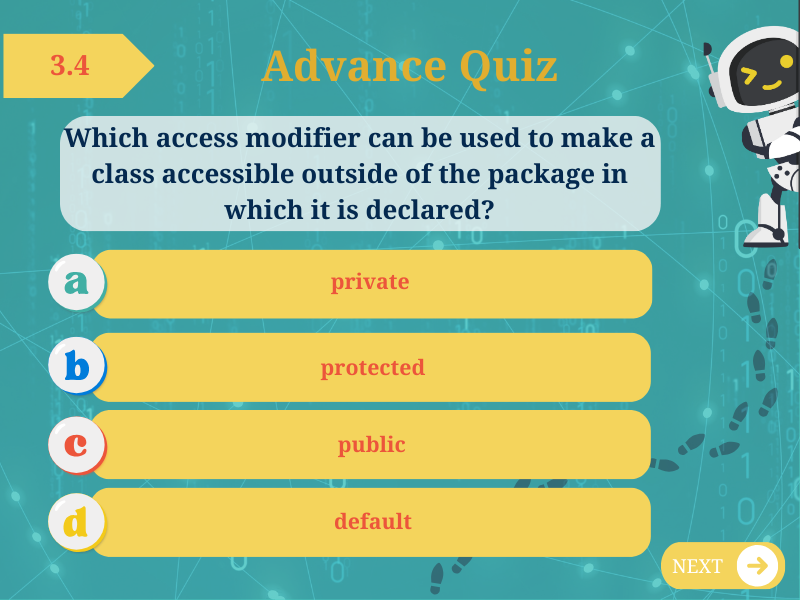 3.4
Advance Quiz
Which access modifier can be used to make a
class accessible outside of the package in
which it is declared?
a
private
b
protected
c
public
d
default
NEXT